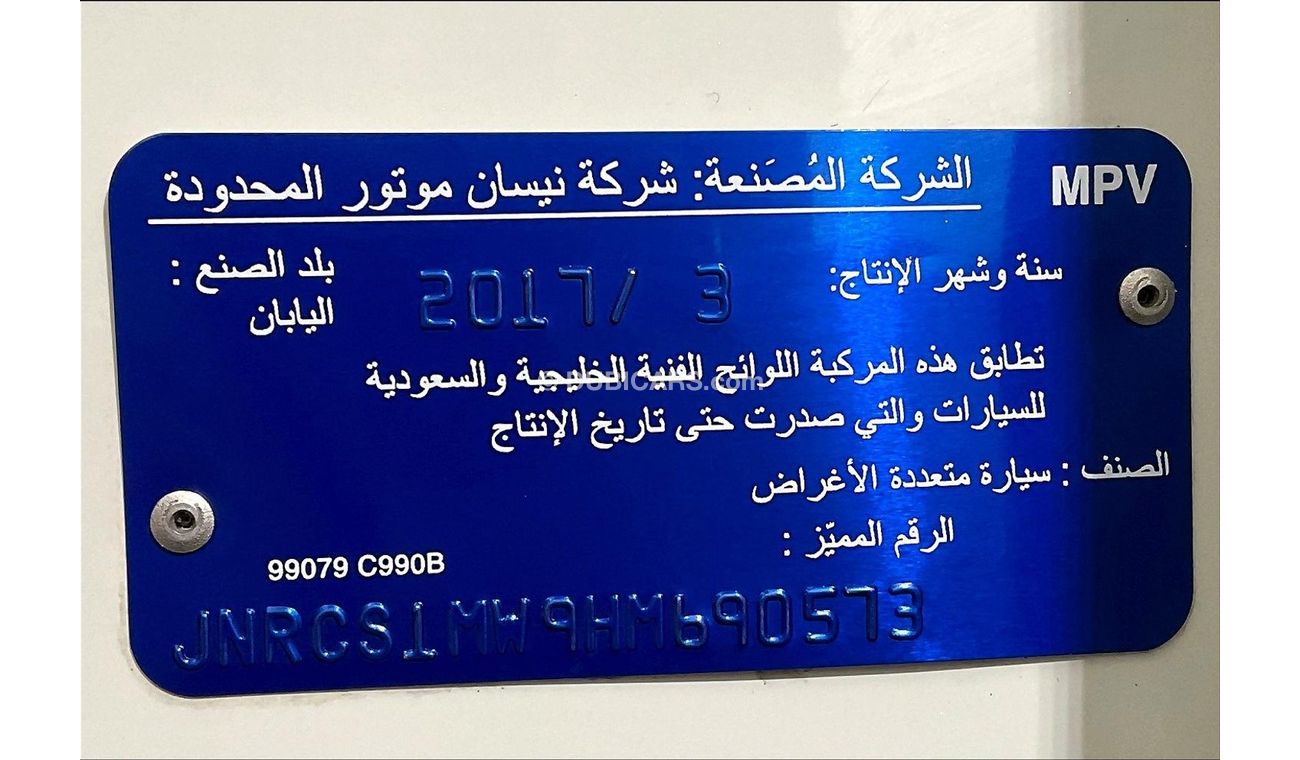 MPV
الشركة المُصَنعة: شركة نيسان موتور المحدودة
سنة وشهر الإنتاج: 2017/ 3
بلد الصنع :
اليابان
تطابق هذه المركبة اللوائح الفنية الخليجية والسعودية
للسيارات والتي صدرت حتى تاريخ الإنتاج
الصنف : سيارة متعددة الأغراض
الرقم المميّز :
99079 C990B
JNRCS1MW9HM690573
DUBICARS.com